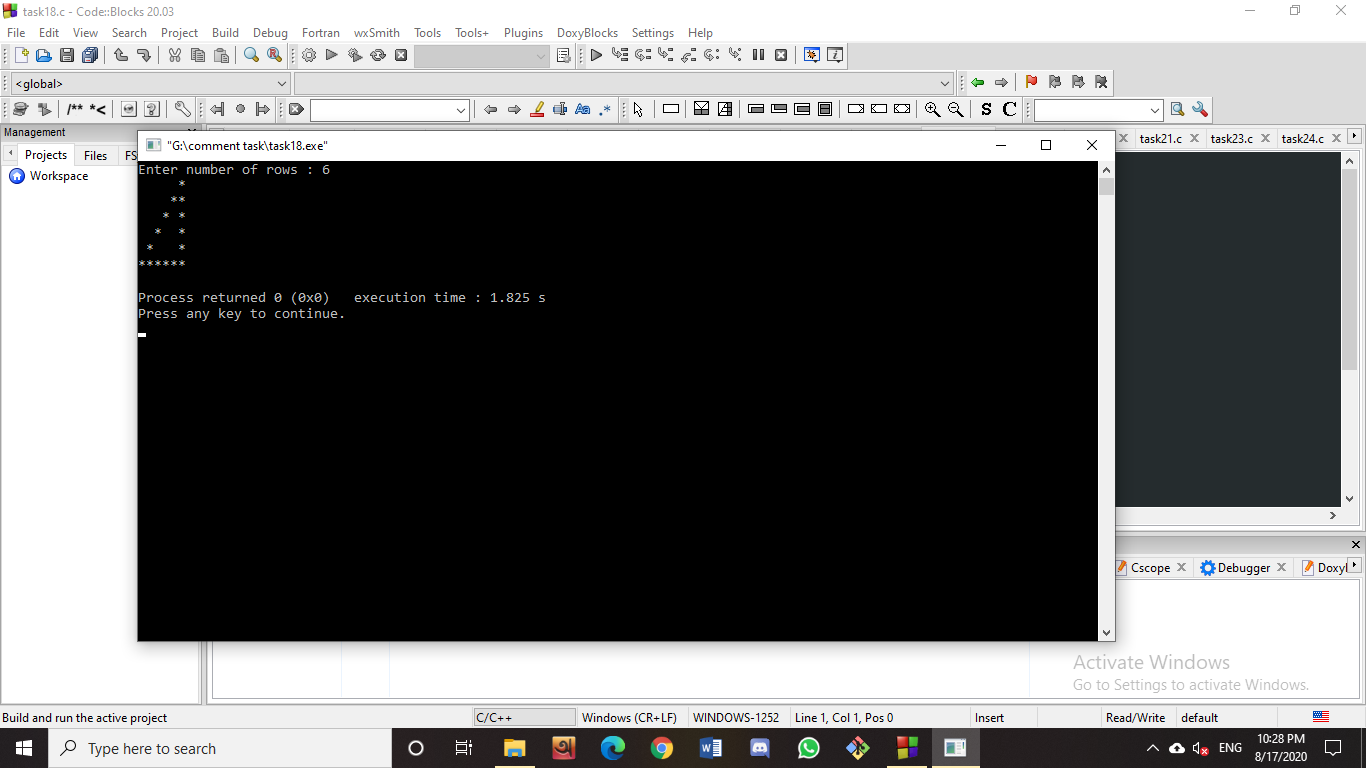 task18.c - Code::Blocks 20.03
File Edit View Search Project Build Debug Fortran wxSmith Tools Tools+ Plugins DoxyBlocks Settings Help
<global>
/** *< Aa .* S C
Management
Projects Files FS
task21.c task23.c task24.c
Workspace
"G:\comment task\task18.exe"
Enter number of rows : 6
     *
    **
   * *
  *  *
 *   *
******
Process returned 0 (0x0)   execution time : 1.825 s
Press any key to continue.
Cscope Debugger Doxyl
Activate Windows
Go to Settings to activate Windows.
Build and run the active project C/C++ Windows (CR+LF) WINDOWS-1252 Line 1, Col 1, Pos 0 Insert Read/Write default
Type here to search
ENG
10:28 PM
8/17/2020